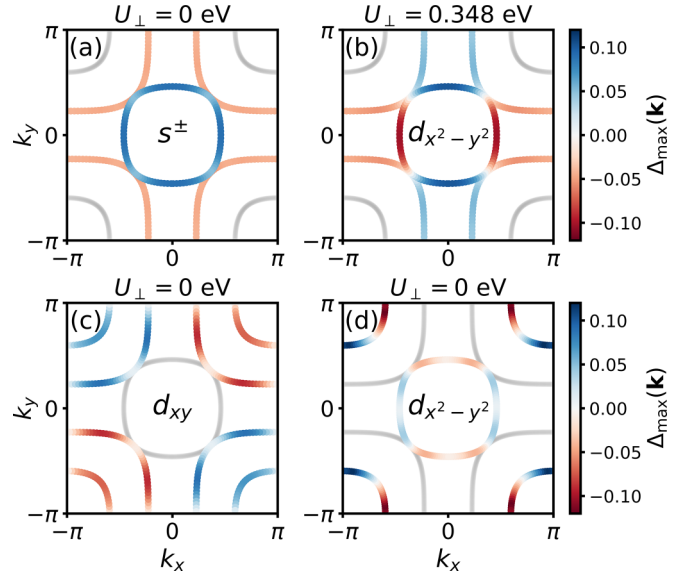 U⊥ = 0 eV
U⊥ = 0.348 eV
(a)
s±
(b)
dx²−y²
π
0
−π
ky
−π
0
π
−π
0
π
0.10
0.05
0.00
−0.05
−0.10
Δmax(k)
U⊥ = 0 eV
U⊥ = 0 eV
(c)
dxy
(d)
dx²−y²
π
0
−π
ky
−π
0
π
kx
−π
0
π
kx
0.10
0.05
0.00
−0.05
−0.10
Δmax(k)